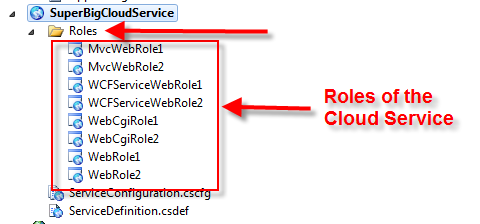 SuperBigCloudService
Roles
MvcWebRole1
MvcWebRole2
WCFServiceWebRole1
WCFServiceWebRole2
WebCgiRole1
WebCgiRole2
WebRole1
WebRole2
ServiceConfiguration.cscfg
ServiceDefinition.csdef
Roles of the
Cloud Service